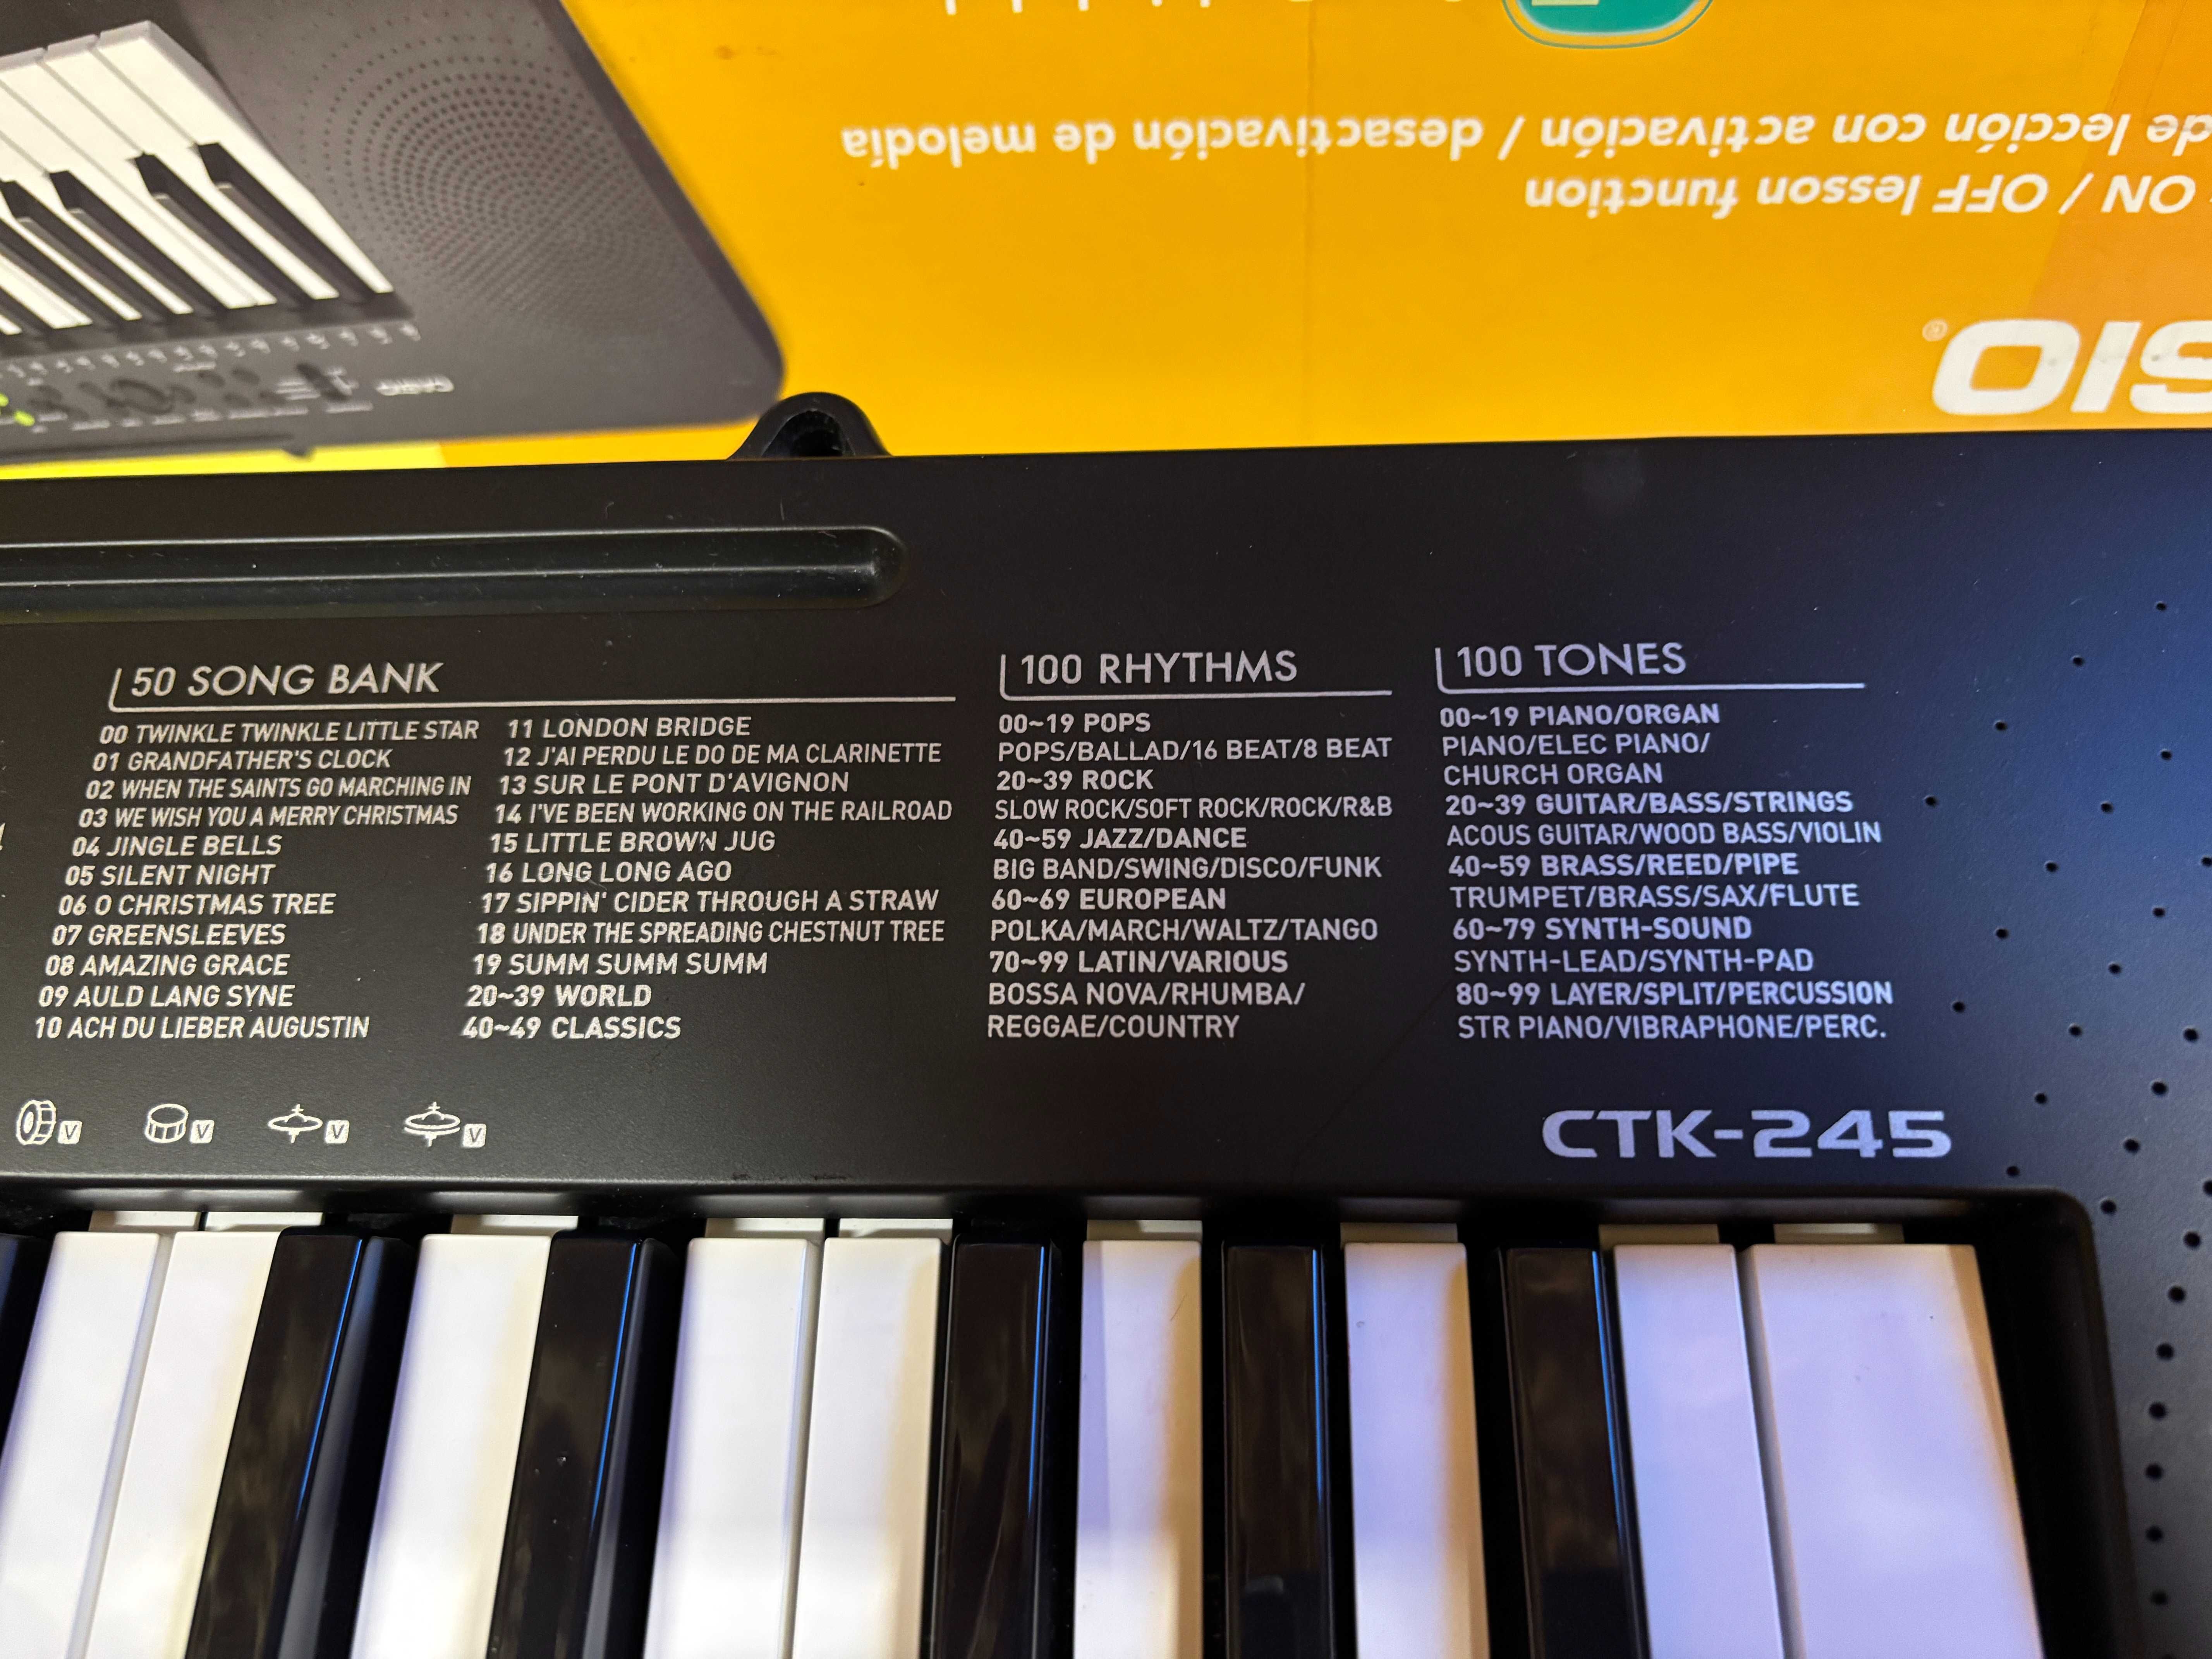 de lección con activación / desactivación de melodía
ON / OFF lesson function
SIO®
CASIO
50 SONG BANK
00 TWINKLE TWINKLE LITTLE STAR
01 GRANDFATHER'S CLOCK
02 WHEN THE SAINTS GO MARCHING IN
03 WE WISH YOU A MERRY CHRISTMAS
04 JINGLE BELLS
05 SILENT NIGHT
06 O CHRISTMAS TREE
07 GREENSLEEVES
08 AMAZING GRACE
09 AULD LANG SYNE
10 ACH DU LIEBER AUGUSTIN
11 LONDON BRIDGE
12 J'AI PERDU LE DO DE MA CLARINETTE
13 SUR LE PONT D'AVIGNON
14 I'VE BEEN WORKING ON THE RAILROAD
15 LITTLE BROWN JUG
16 LONG LONG AGO
17 SIPPIN' CIDER THROUGH A STRAW
18 UNDER THE SPREADING CHESTNUT TREE
19 SUMM SUMM SUMM
20~39 WORLD
40~49 CLASSICS
100 RHYTHMS
00~19 POPS
POPS/BALLAD/16 BEAT/8 BEAT
20~39 ROCK
SLOW ROCK/SOFT ROCK/ROCK/R&B
40~59 JAZZ/DANCE
BIG BAND/SWING/DISCO/FUNK
60~69 EUROPEAN
POLKA/MARCH/WALTZ/TANGO
70~99 LATIN/VARIOUS
BOSSA NOVA/RHUMBA/
REGGAE/COUNTRY
100 TONES
00~19 PIANO/ORGAN
PIANO/ELEC PIANO/
CHURCH ORGAN
20~39 GUITAR/BASS/STRINGS
ACOUS GUITAR/WOOD BASS/VIOLIN
40~59 BRASS/REED/PIPE
TRUMPET/BRASS/SAX/FLUTE
60~79 SYNTH-SOUND
SYNTH-LEAD/SYNTH-PAD
80~99 LAYER/SPLIT/PERCUSSION
STR PIANO/VIBRAPHONE/PERC.
V V V V
CTK-245